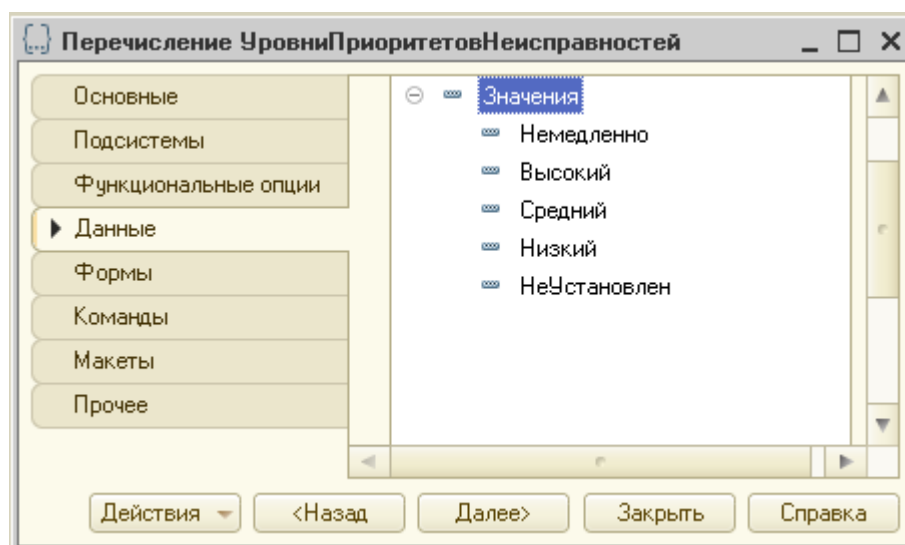 {...} Перечисление УровниПриоритетовНеисправностей
Основные
Подсистемы
Функциональные опции
Данные
Формы
Команды
Макеты
Прочее
Значения
Немедленно
Высокий
Средний
Низкий
НеУстановлен
Действия
<Назад
Далее>
Закрыть
Справка